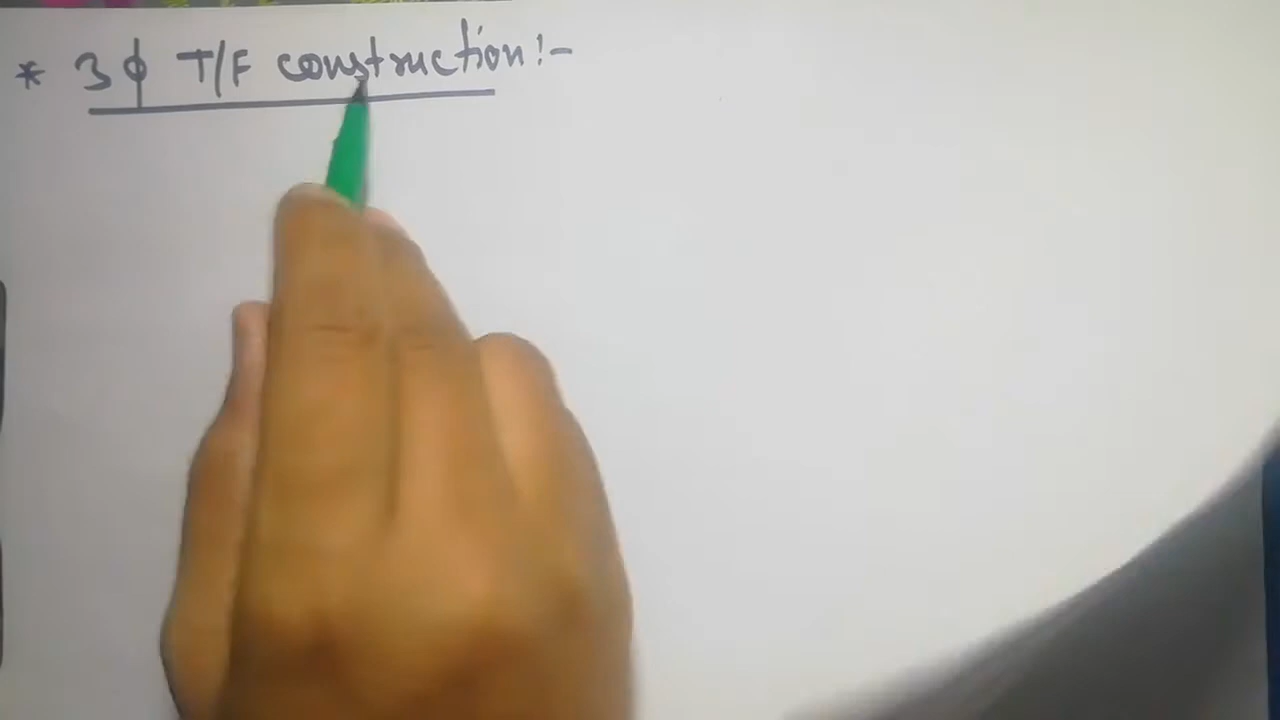 * 3ϕ T/F construction:-